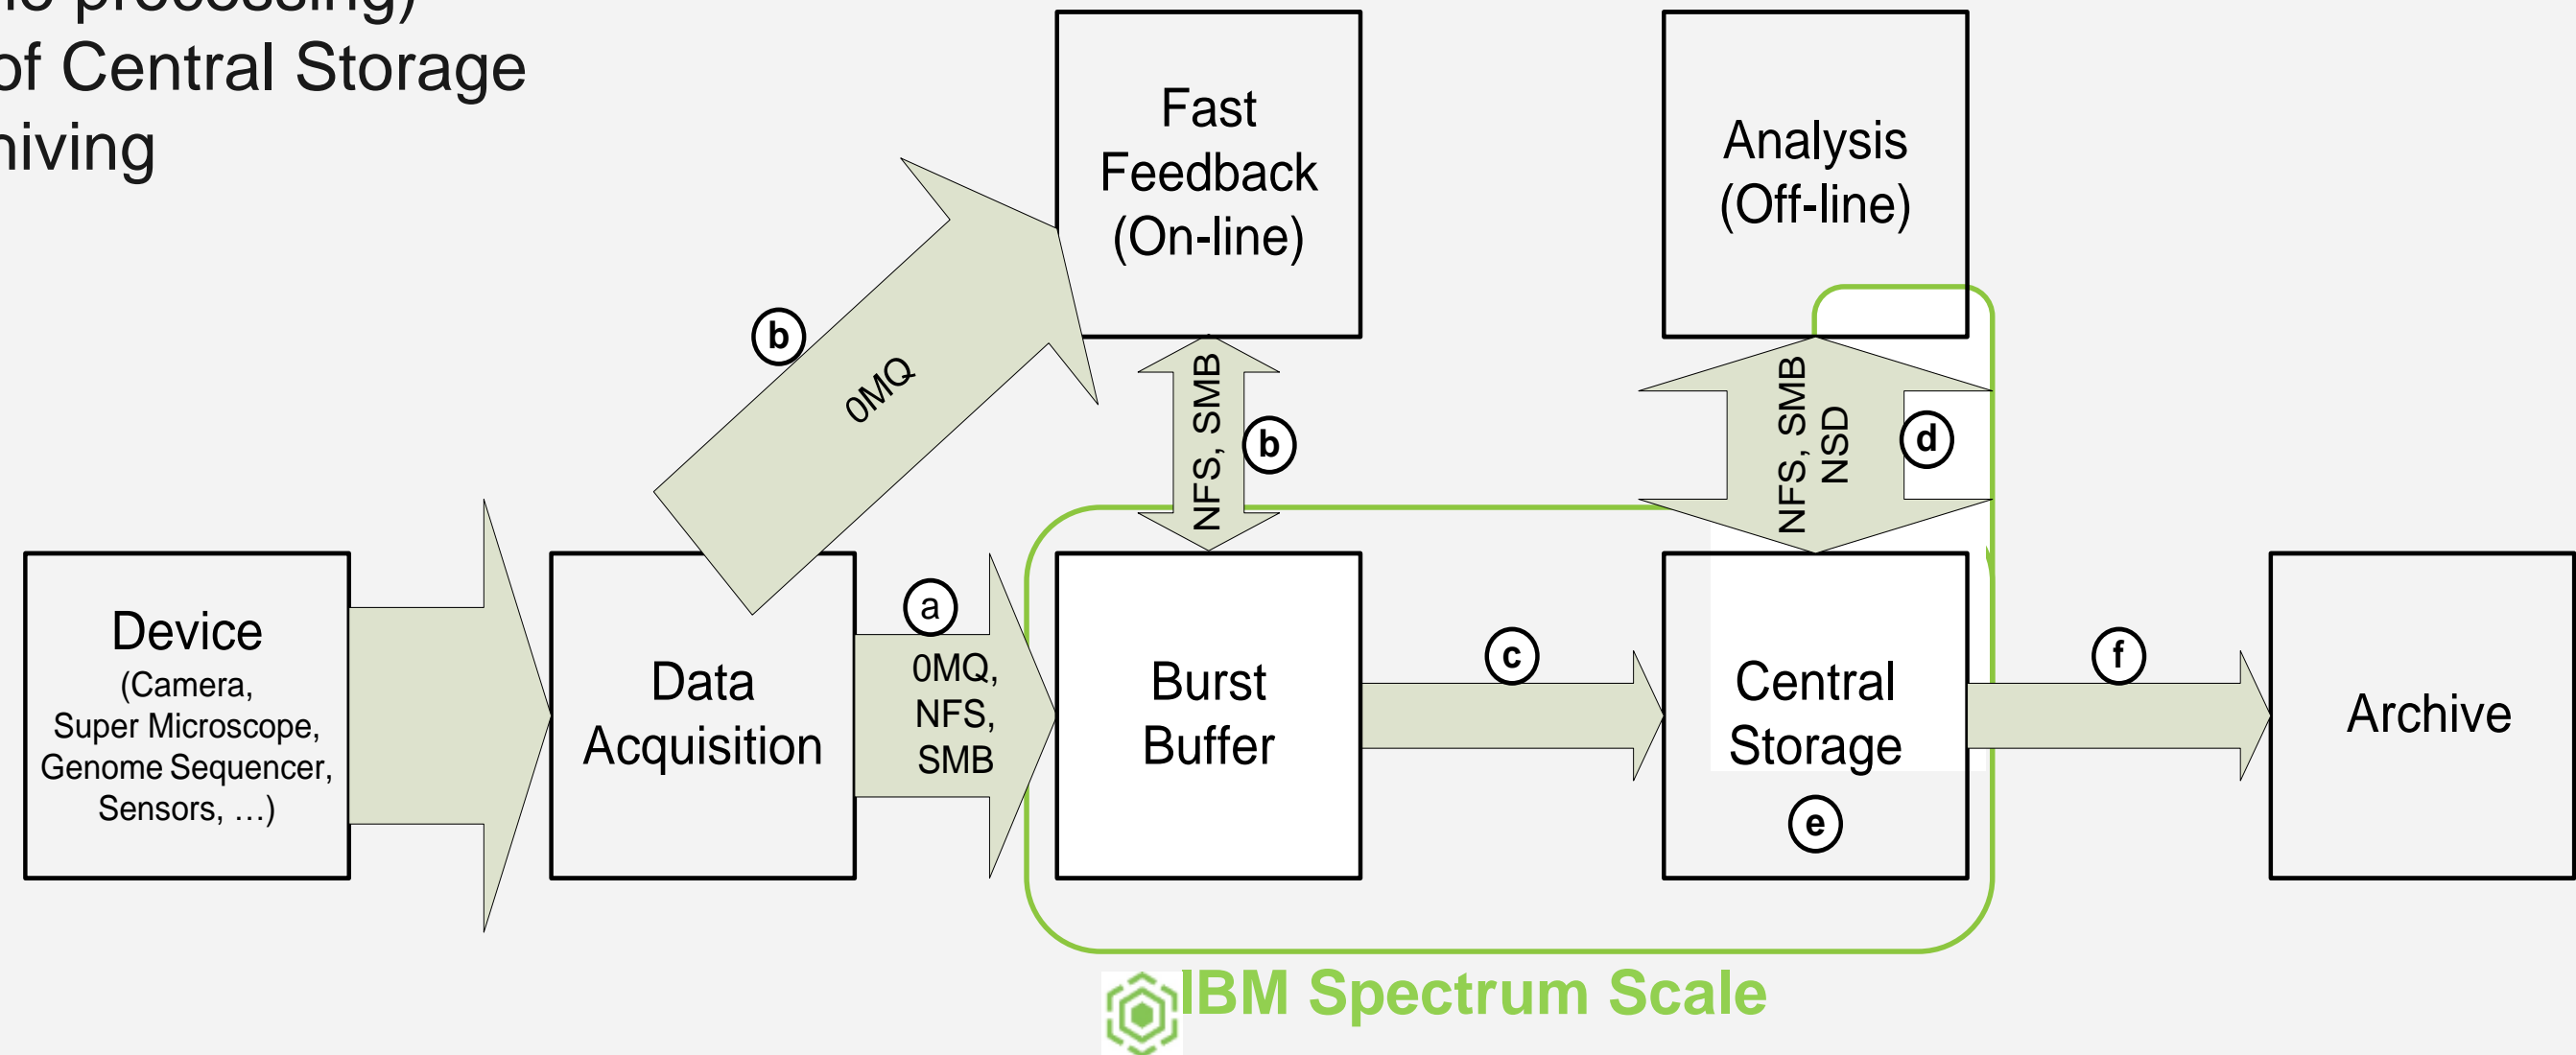 processing)
of Central Storage
Fast
Feedback
(On-line)
Analysis
(Off-line)
b
0MQ
NFS, SMB
b
NFS, SMB
NSD
d
Device
(Camera,
Super Microscope,
Genome Sequencer,
Sensors, …)
Data
Acquisition
a
0MQ,
NFS,
SMB
Burst
Buffer
c
Central
Storage
e
f
Archive
IBM Spectrum Scale